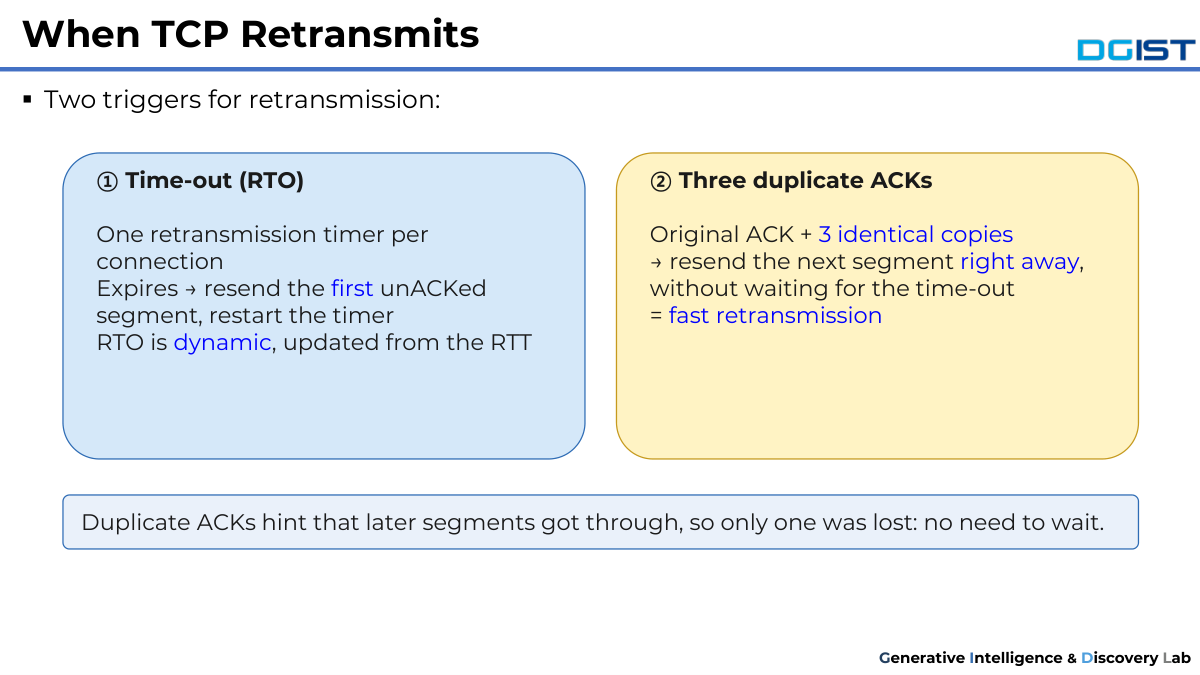 When TCP Retransmits
DGIST
▪ Two triggers for retransmission:
① Time-out (RTO)
One retransmission timer per
connection
Expires → resend the first unACKed
segment, restart the timer
RTO is dynamic, updated from the RTT
② Three duplicate ACKs
Original ACK + 3 identical copies
→ resend the next segment right away,
without waiting for the time-out
= fast retransmission
Duplicate ACKs hint that later segments got through, so only one was lost: no need to wait.
Generative Intelligence & Discovery Lab